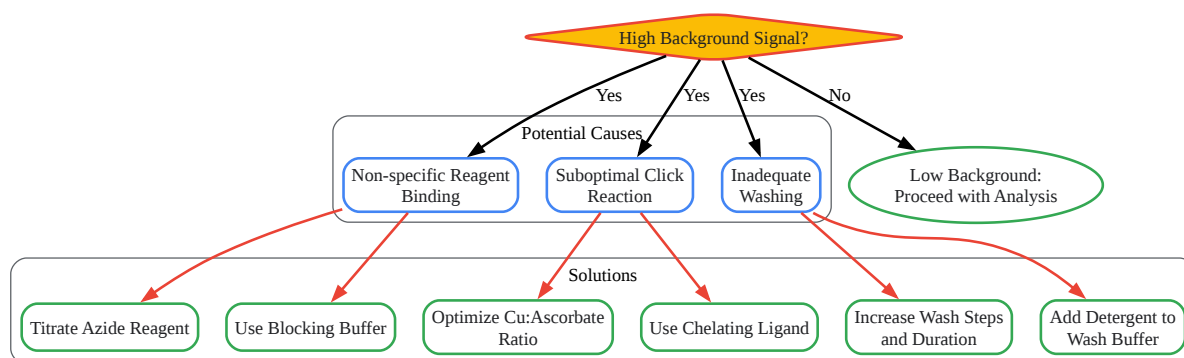 High Background Signal?
Yes
Yes
Yes
No
Potential Causes
Non-specific Reagent
Binding
Suboptimal Click
Reaction
Inadequate
Washing
Low Background:
Proceed with Analysis
Solutions
Titrate Azide Reagent
Use Blocking Buffer
Optimize Cu:Ascorbate
Ratio
Use Chelating Ligand
Increase Wash Steps
and Duration
Add Detergent to
Wash Buffer